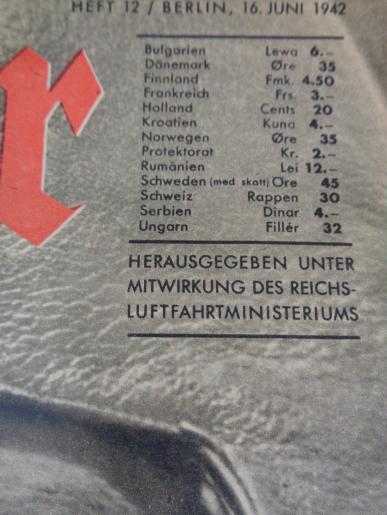 HEFT 12 / BERLIN, 16. JUNI 1942
r
Bulgarien Lewa 6.–
Dänemark Øre 35
Finnland Fmk. 4.50
Frankreich Frs. 3.–
Holland Cents 20
Kroatien Kuna 4.–
Norwegen Øre 35
Protektorat Kr. 2.–
Rumänien Lei 12.–
Schweden (med skatt) Öre 45
Schweiz Rappen 30
Serbien Dinar 4.–
Ungarn Fillér 32
HERAUSGEGEBEN UNTER
MITWIRKUNG DES REICHS-
LUFTFAHRTMINISTERIUMS